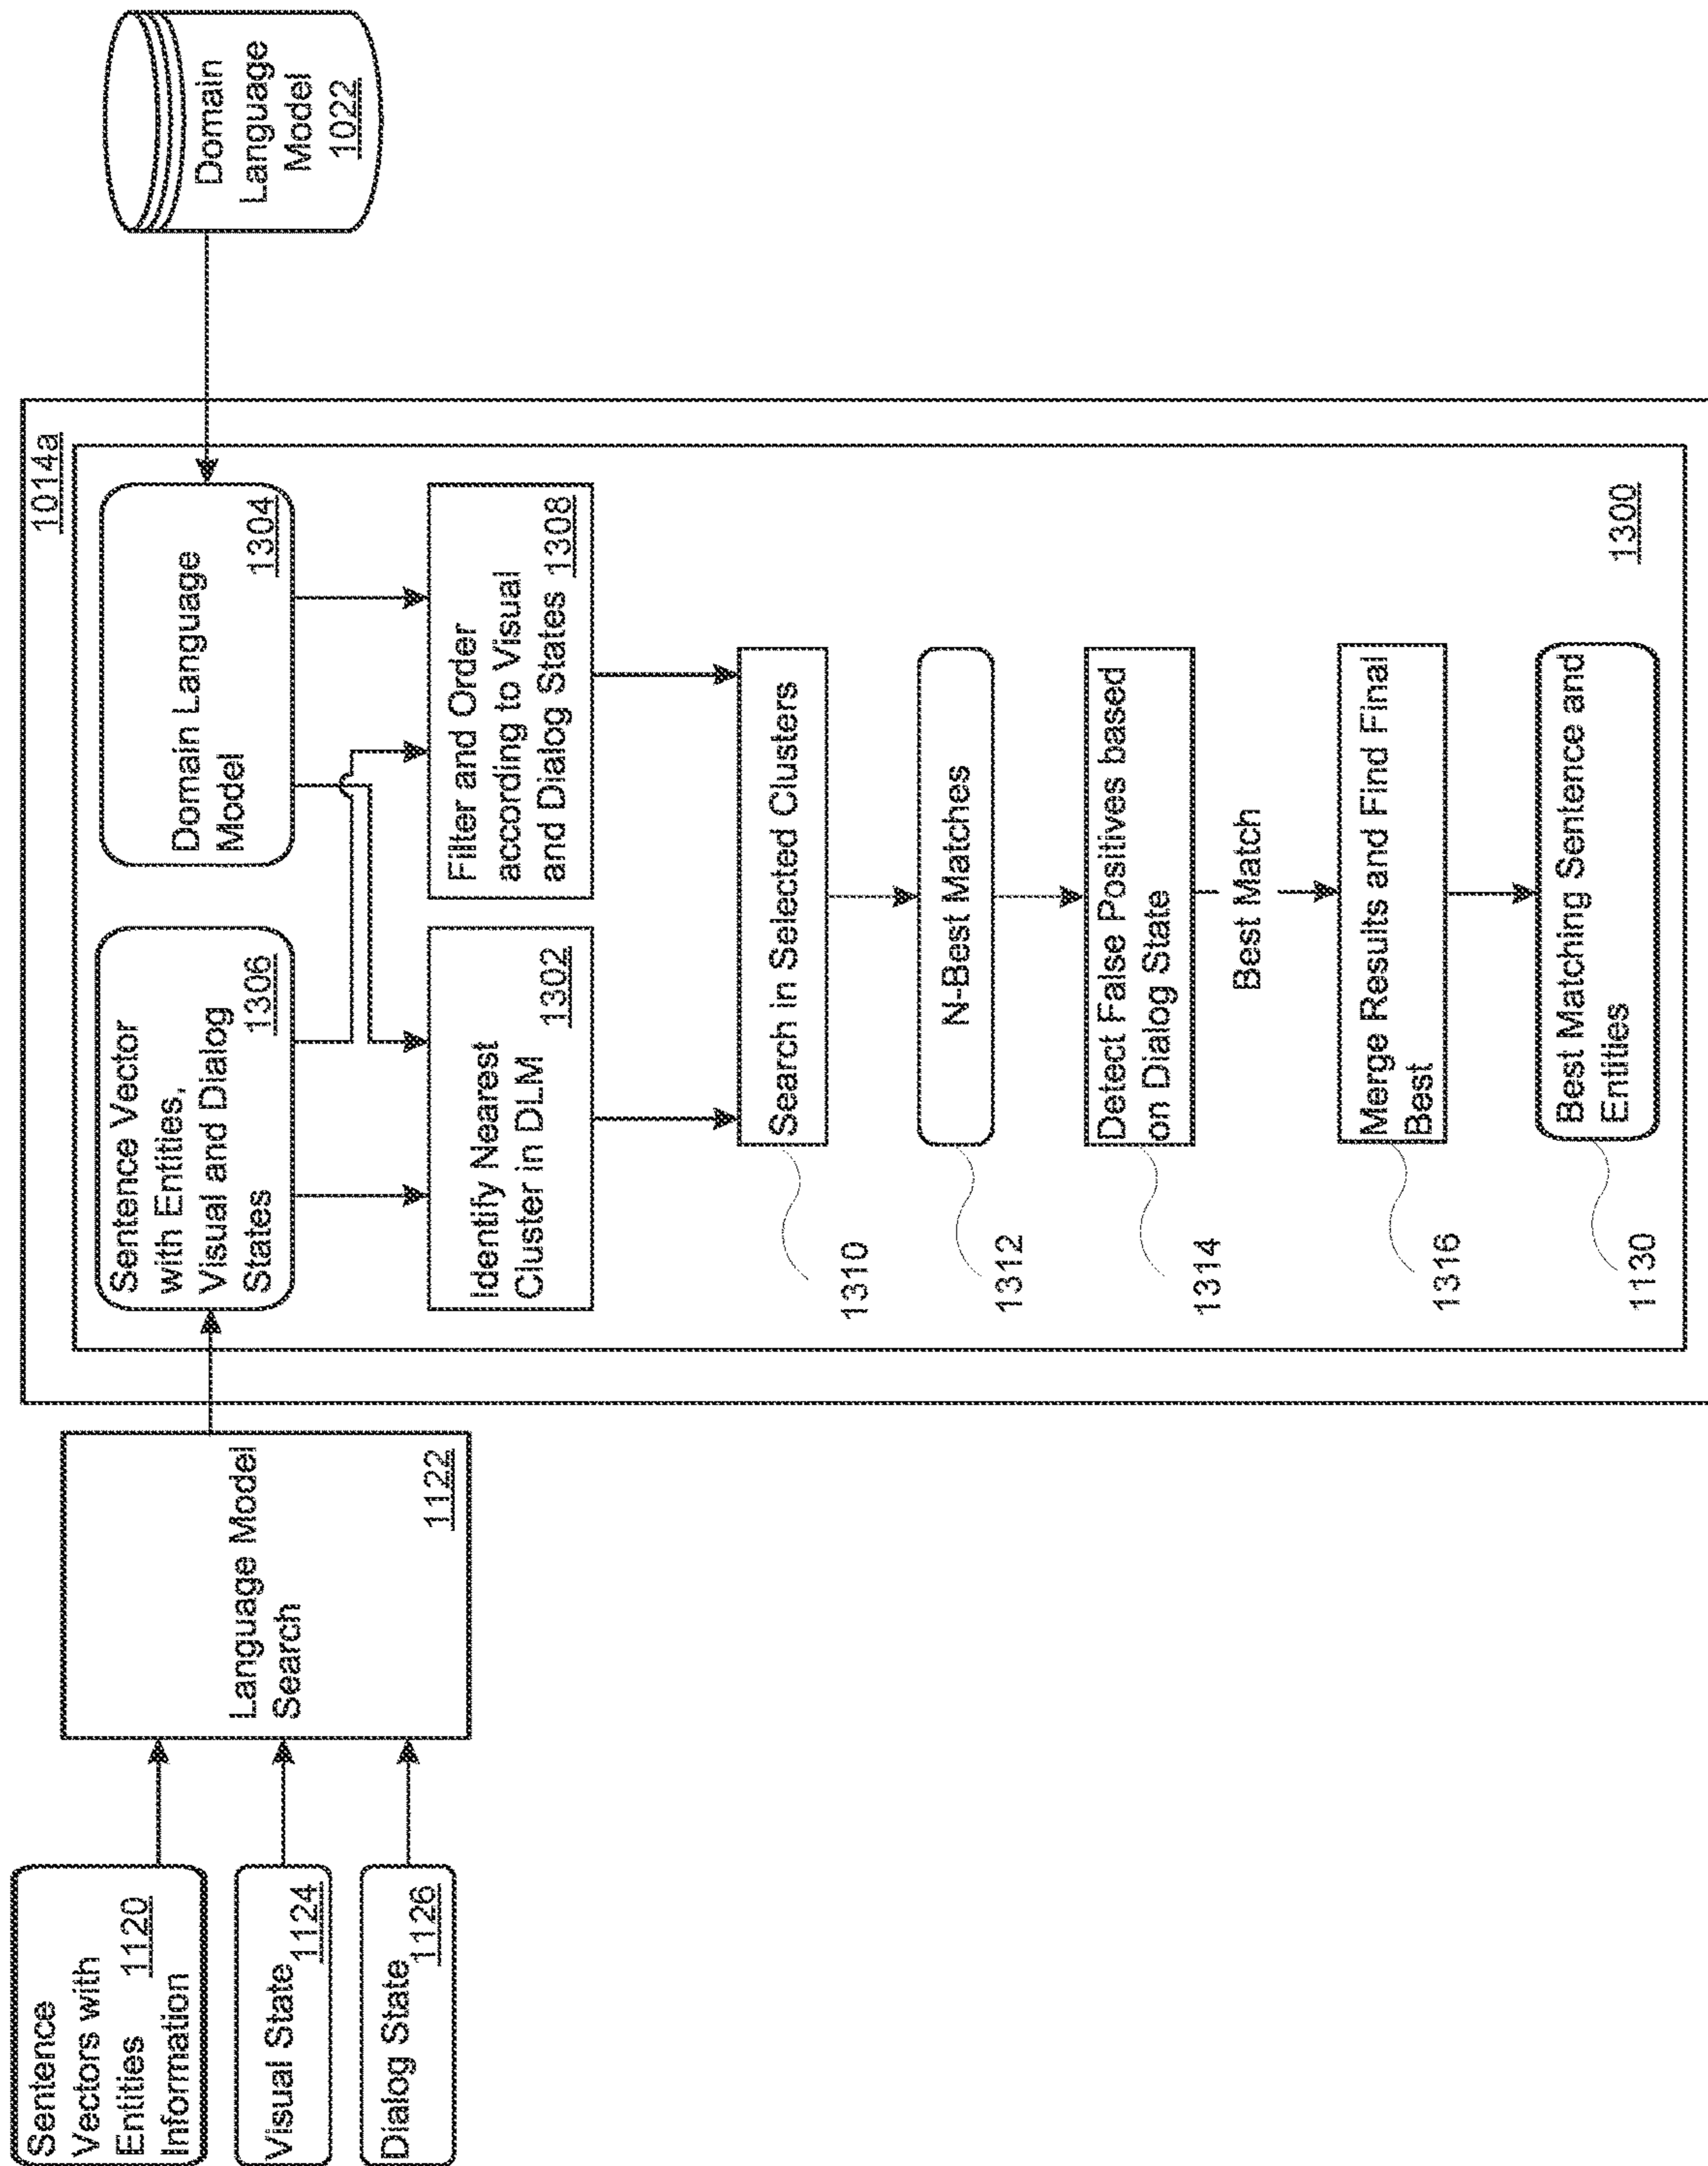 Sentence
Vectors with
Entities 1120
Information
Visual State
1124
Dialog State
1126
Language Model
Search
1122
1014a
Sentence Vector
with Entities,
Visual and Dialog
States
1306
Domain Language
Model
1304
Domain
Language
Model
1022
Identify Nearest
Cluster in DLM
1302
Filter and Order
according to Visual
and Dialog States 1308
Search in Selected Clusters
1310
N-Best Matches
1312
Detect False Positives based
on Dialog State
1314
Best Match
Merge Results and Find Final
Best
1316
Best Matching Sentence and
Entities
1130
1300